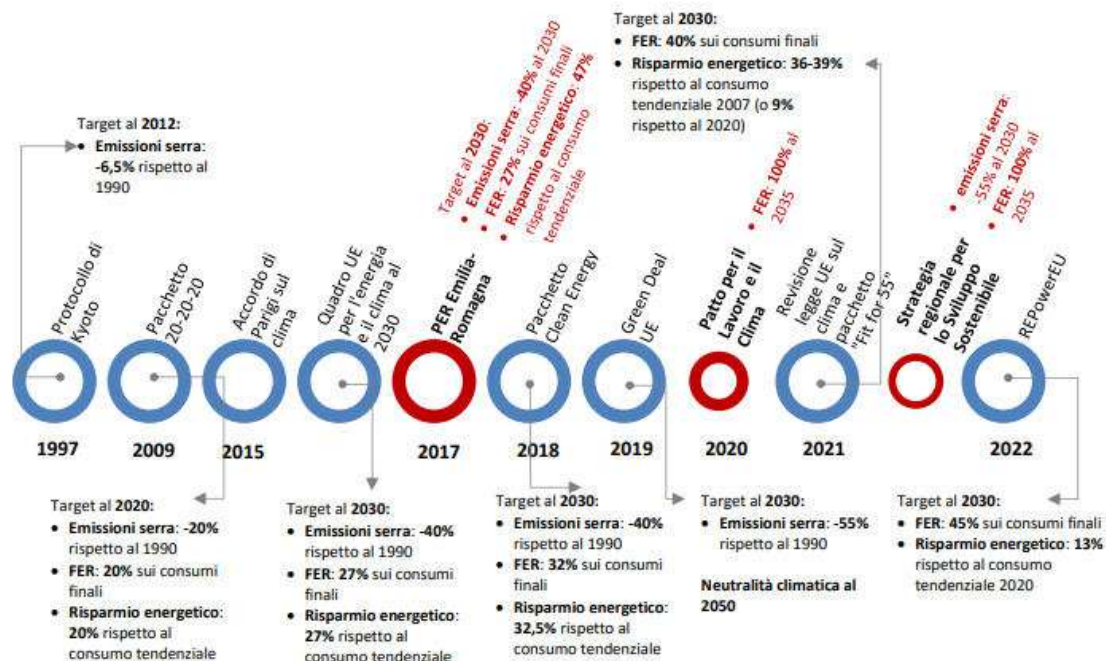 Target al 2012:
• Emissioni serra:
-6,5% rispetto al
1990
Target al 2030:
• Emissioni serra: -40% al 2030
• FER: 27% sui consumi finali
• Risparmio energetico: 47%
rispetto al consumo
tendenziale
Target al 2030:
• FER: 40% sui consumi finali
• Risparmio energetico: 36-39%
rispetto al consumo
tendenziale 2007 (o 9%
rispetto al 2020)
• FER: 100% al
2035
• emissioni serra:
-55% al 2030
• FER: 100% al
2035
Protocollo di
Kyoto
Pacchetto
20-20-20
Accordo di
Parigi sul
clima
Quadro UE
per l'energia
e il clima al
2030
PER Emilia-
Romagna
Pacchetto
Clean Energy
Green Deal
UE
Patto per il
Lavoro e il
Clima
Revisione
legge UE sul
clima e
pacchetto
"Fit for 55"
Strategia
regionale per
lo Sviluppo
Sostenibile
REPowerEU
1997
2009
2015
2017
2018
2019
2020
2021
2022
Target al 2020:
• Emissioni serra: -20%
rispetto al 1990
• FER: 20% sui consumi
finali
• Risparmio energetico:
20% rispetto al
consumo tendenziale
Target al 2030:
• Emissioni serra: -40%
rispetto al 1990
• FER: 27% sui consumi
finali
• Risparmio energetico:
27% rispetto al
consumo tendenziale
Target al 2030:
• Emissioni serra: -40%
rispetto al 1990
• FER: 32% sui consumi
finali
• Risparmio energetico:
32,5% rispetto al
consumo tendenziale
Target al 2030:
• Emissioni serra: -55%
rispetto al 1990
Neutralità climatica al
2050
Target al 2030:
• FER: 45% sui consumi finali
• Risparmio energetico: 13%
rispetto al consumo
tendenziale 2020